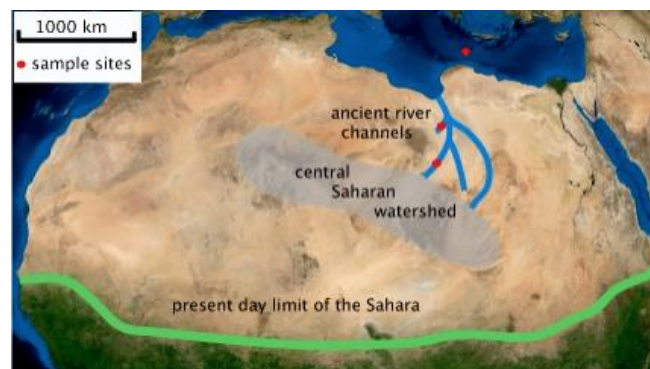 1000 km
sample sites
ancient river
channels
central
Saharan
watershed
present day limit of the Sahara